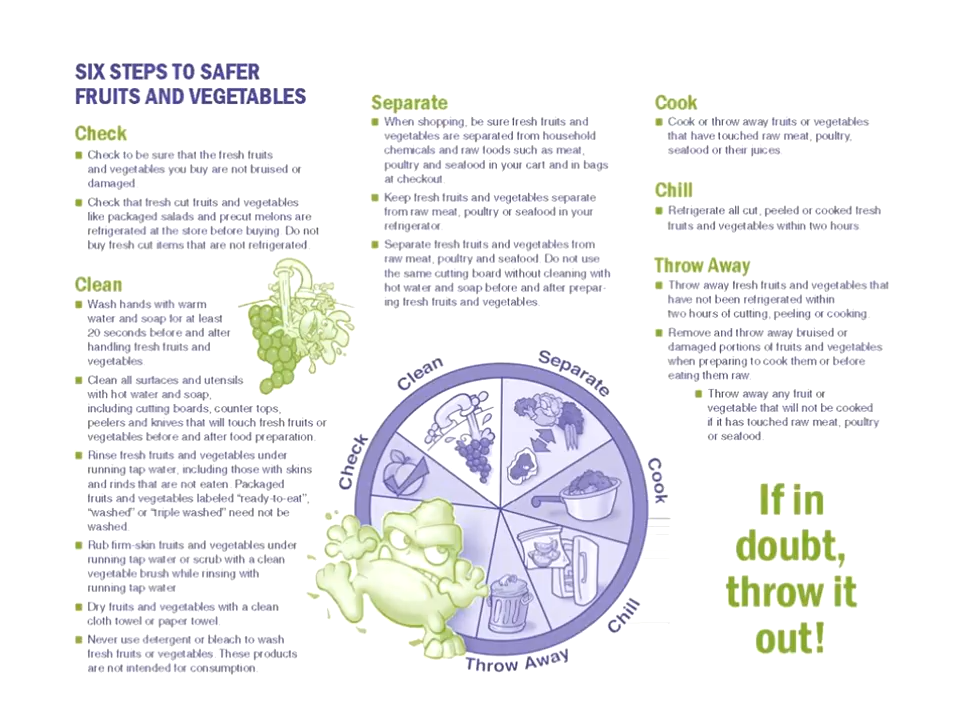 SIX STEPS TO SAFER
FRUITS AND VEGETABLES
Check
Check to be sure that the fresh fruits
and vegetables you buy are not bruised or
damaged
Check that fresh cut fruits and vegetables
like packaged salads and precut melons are
refrigerated at the store before buying. Do not
buy fresh cut items that are not refrigerated.
Clean
Wash hands with warm
water and soap for at least
20 seconds before and after
handling fresh fruits and
vegetables.
Clean all surfaces and utensils
with hot water and soap,
including cutting boards, counter tops,
peelers and knives that will touch fresh fruits or
vegetables before and after food preparation.
Rinse fresh fruits and vegetables under
running tap water, including those with skins
and rinds that are not eaten. Packaged
fruits and vegetables labeled "ready-to-eat",
"washed" or "triple washed" need not be
washed.
Rub firm-skin fruits and vegetables under
running tap water or scrub with a clean
vegetable brush while rinsing with
running tap water
Dry fruits and vegetables with a clean
cloth towel or paper towel.
Never use detergent or bleach to wash
fresh fruits or vegetables. These products
are not intended for consumption.
Separate
When shopping, be sure fresh fruits and
vegetables are separated from household
chemicals and raw foods such as meat,
poultry and seafood in your cart and in bags
at checkout.
Keep fresh fruits and vegetables separate
from raw meat, poultry or seafood in your
refrigerator.
Separate fresh fruits and vegetables from
raw meat, poultry and seafood. Do not use
the same cutting board without cleaning with
hot water and soap before and after prepar-
ing fresh fruits and vegetables.
Cook
Cook or throw away fruits or vegetables
that have touched raw meat, poultry,
seafood or their juices.
Chill
Refrigerate all cut, peeled or cooked fresh
fruits and vegetables within two hours.
Throw Away
Throw away fresh fruits and vegetables that
have not been refrigerated within
two hours of cutting, peeling or cooking.
Remove and throw away bruised or
damaged portions of fruits and vegetables
when preparing to cook them or before
eating them raw.
Throw away any fruit or
vegetable that will not be cooked
if it has touched raw meat, poultry
or seafood.
Check
Clean
Separate
Cook
Chill
Throw Away
If in
doubt,
throw it
out!